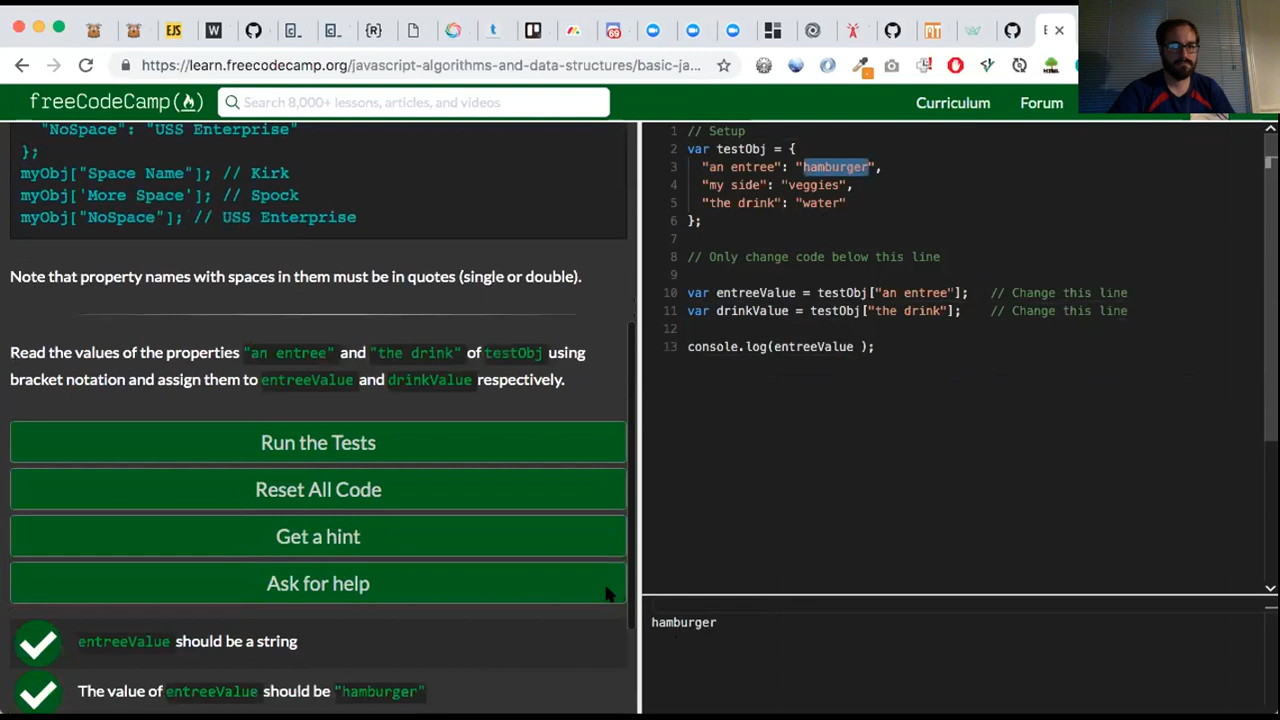 EJS
W
{R}
t
69
AT
E
https://learn.freecodecamp.org/javascript-algorithms-and-data-structures/basic-ja...
freeCodeCamp
Search 8,000+ lessons, articles, and videos
Curriculum
Forum
"NoSpace": "USS Enterprise"
};
myObj["Space Name"]; // Kirk
myObj['More Space']; // Spock
myObj["NoSpace"]; // USS Enterprise
Note that property names with spaces in them must be in quotes (single or double).
Read the values of the properties "an entree" and "the drink" of testObj using
bracket notation and assign them to entreeValue and drinkValue respectively.
Run the Tests
Reset All Code
Get a hint
Ask for help
entreeValue should be a string
The value of entreeValue should be "hamburger"
1 // Setup
2 var testObj = {
3 "an entree": "hamburger",
4 "my side": "veggies",
5 "the drink": "water"
6 };
7
8 // Only change code below this line
9
10 var entreeValue = testObj["an entree"]; // Change this line
11 var drinkValue = testObj["the drink"]; // Change this line
12
13 console.log(entreeValue );
hamburger